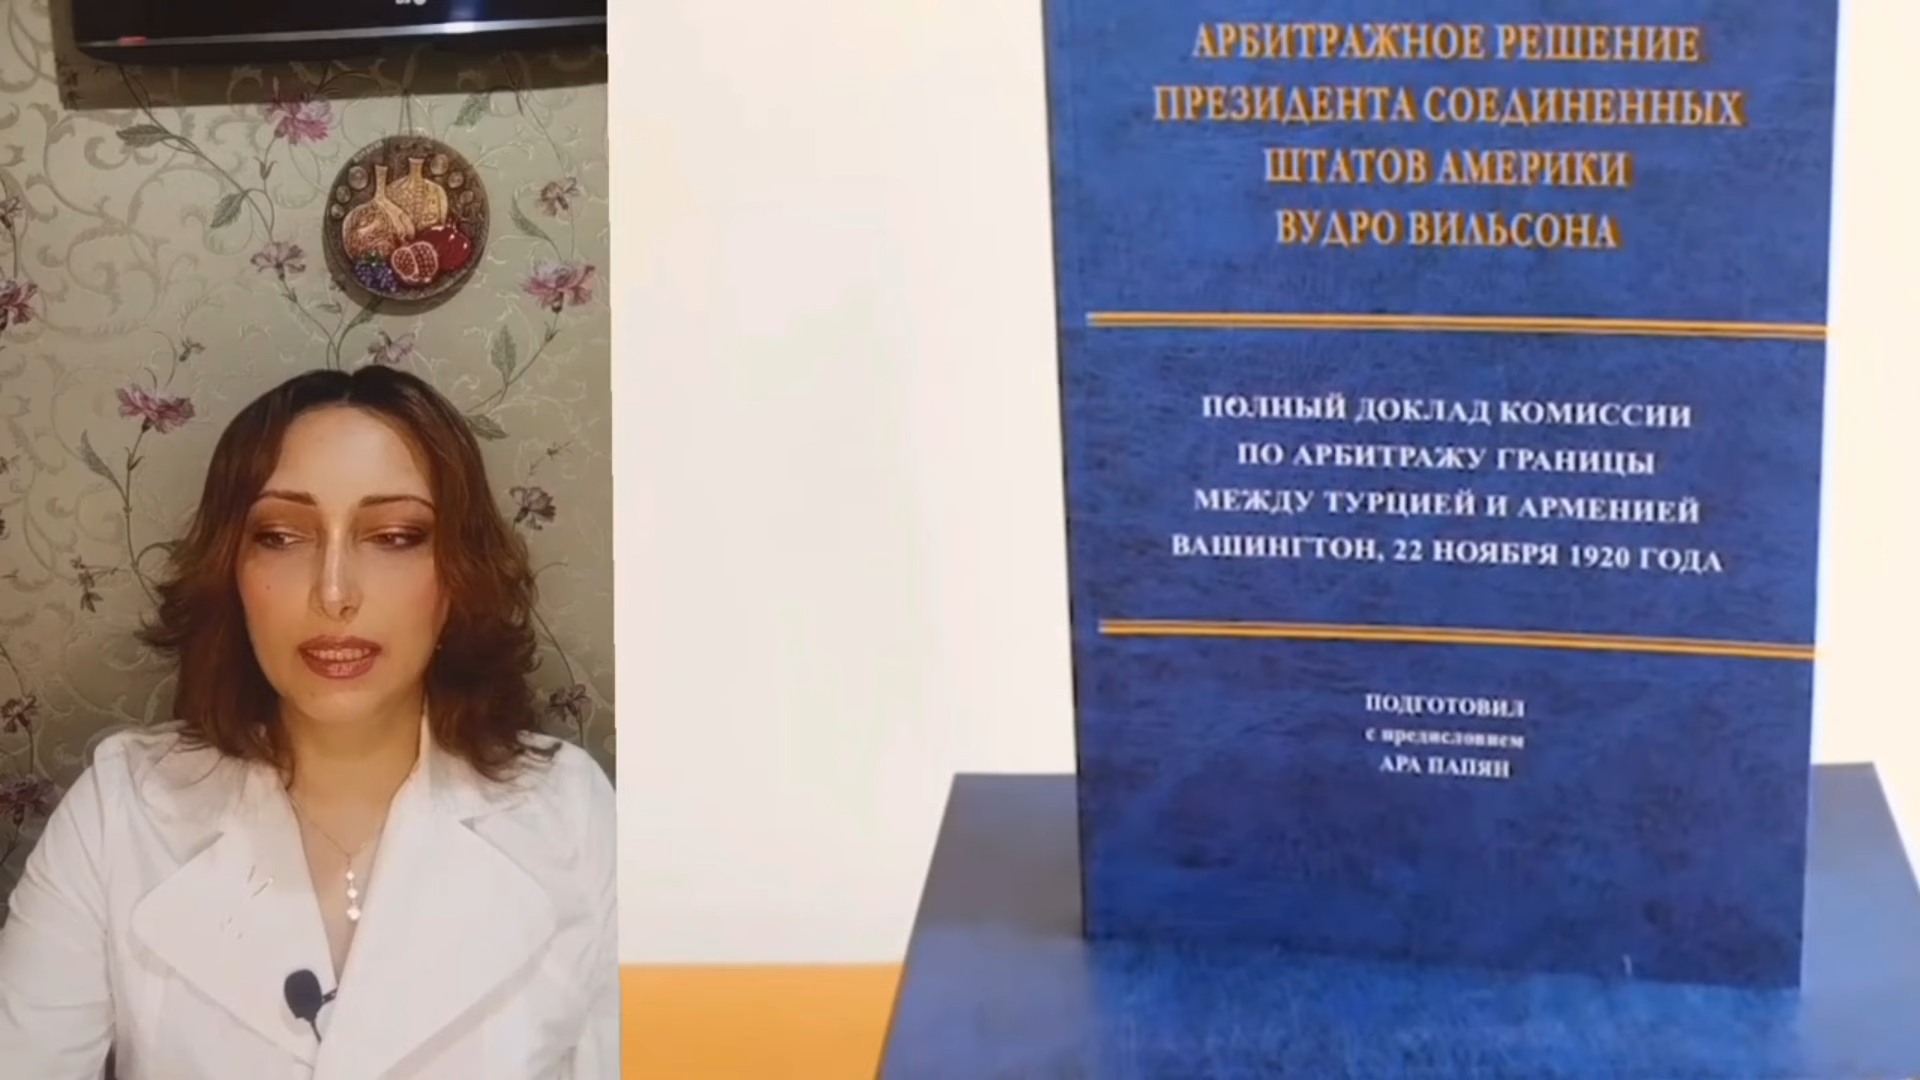 АРБИТРАЖНОЕ РЕШЕНИЕ
ПРЕЗИДЕНТА СОЕДИНЕННЫХ
ШТАТОВ АМЕРИКИ
ВУДРО ВИЛЬСОНА
ПОЛНЫЙ ДОКЛАД КОМИССИИ
ПО АРБИТРАЖУ ГРАНИЦЫ
МЕЖДУ ТУРЦИЕЙ И АРМЕНИЕЙ
ВАШИНГТОН, 22 НОЯБРЯ 1920 ГОДА
ПОДГОТОВИЛ
с предисловием
АРА ПАПЯН